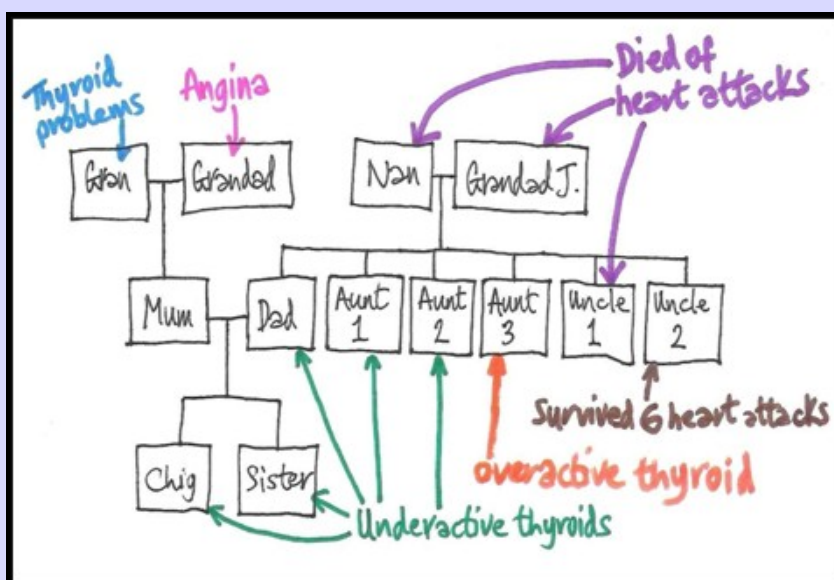 Thyroid
problems
Angina
Died of
heart attacks
Gran
Grandad
Nan
Grandad J.
Mum
Dad
Aunt
1
Aunt
2
Aunt
3
Uncle
1
Uncle
2
Survived 6 heart attacks
overactive thyroid
Chig
Sister
Underactive thyroids